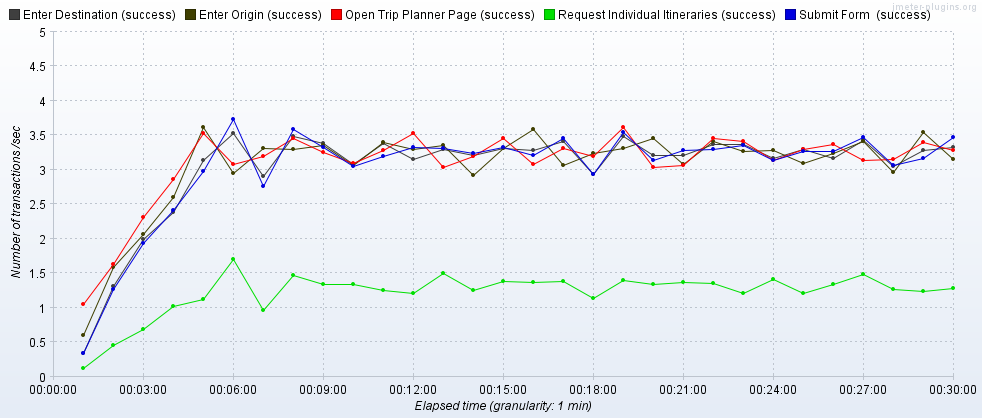 jmeter-plugins.org
Enter Destination (success) Enter Origin (success) Open Trip Planner Page (success) Request Individual Itineraries (success) Submit Form (success)
5
4.5
4
3.5
3
2.5
2
1.5
1
0.5
0
Number of transactions /sec
00:00:00 00:03:00 00:06:00 00:09:00 00:12:00 00:15:00 00:18:00 00:21:00 00:24:00 00:27:00 00:30:00
Elapsed time (granularity: 1 min)